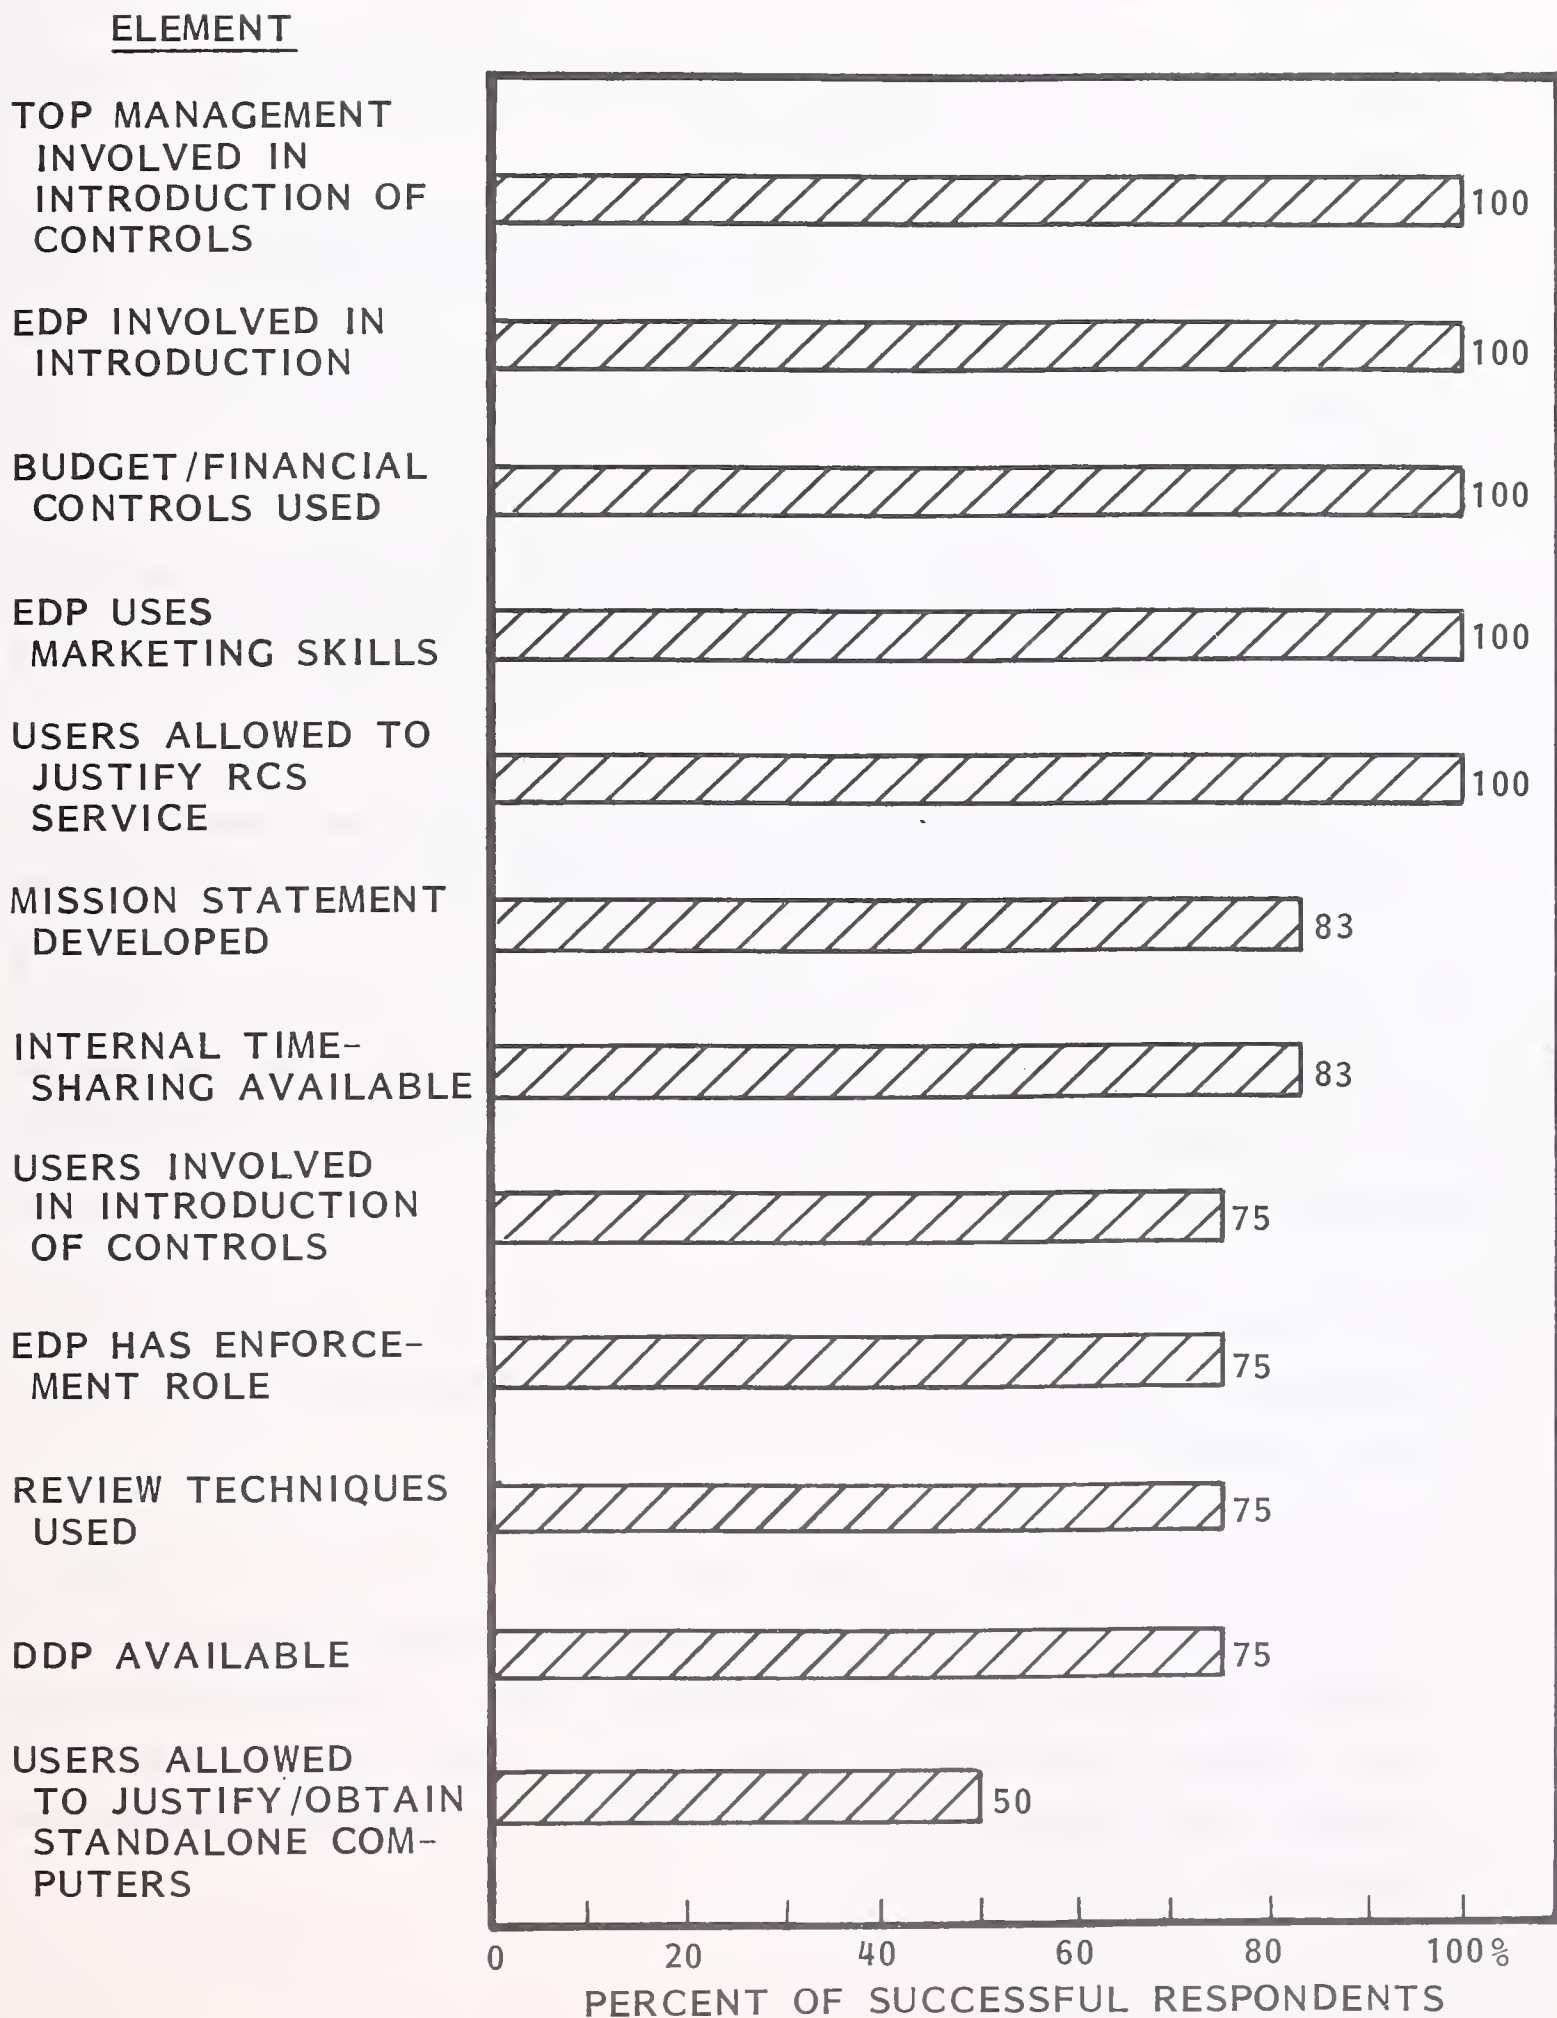 ELEMENT
TOP MANAGEMENT
INVOLVED IN
INTRODUCTION OF
CONTROLS
100
EDP INVOLVED IN
INTRODUCTION
100
BUDGET/FINANCIAL
CONTROLS USED
100
EDP USES
MARKETING SKILLS
100
USERS ALLOWED TO
JUSTIFY RCS
SERVICE
100
MISSION STATEMENT
DEVELOPED
83
INTERNAL TIME-
SHARING AVAILABLE
83
USERS INVOLVED
IN INTRODUCTION
OF CONTROLS
75
EDP HAS ENFORCE-
MENT ROLE
75
REVIEW TECHNIQUES
USED
75
DDP AVAILABLE
75
USERS ALLOWED
TO JUSTIFY/OBTAIN
STANDALONE COM-
PUTERS
50
0 20 40 60 80 100%
PERCENT OF SUCCESSFUL RESPONDENTS